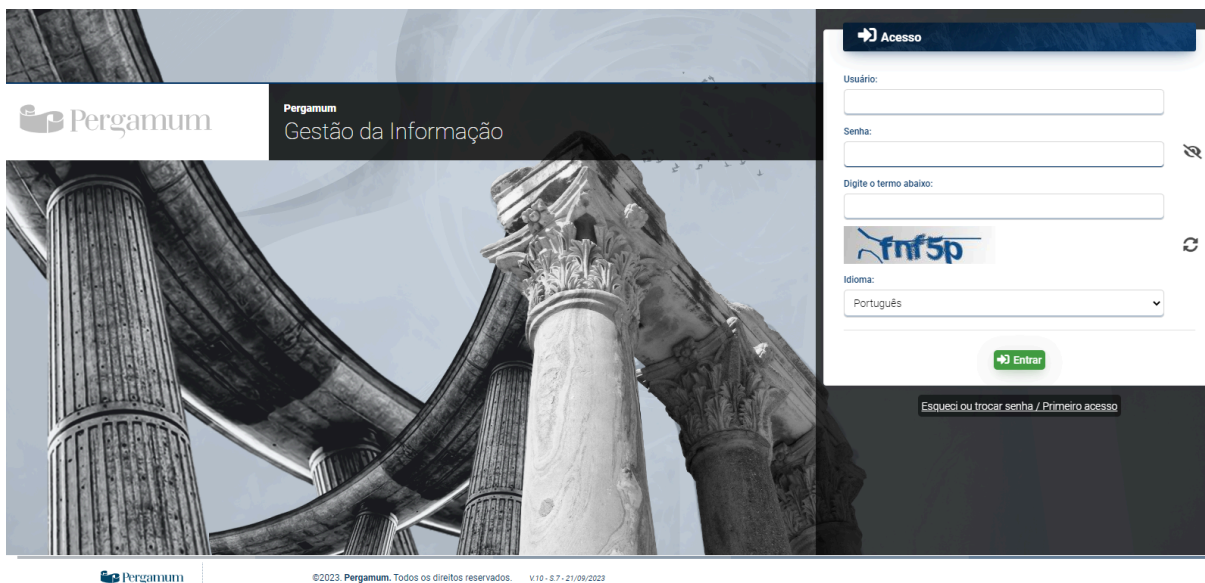 Acesso
Usuário:
Pergamum
Pergamum
Gestão da Informação
Senha:
Digite o termo abaixo:
fnf5p
Idioma:
Português
Entrar
Esqueci ou trocar senha / Primeiro acesso
Pergamum
©2023. Pergamum. Todos os direitos reservados. V.10 - S.7 - 21/09/2023